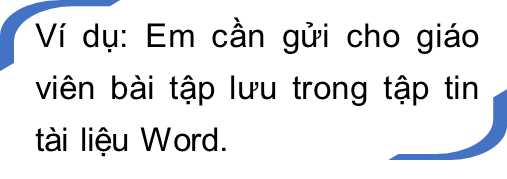 Ví dụ: Em cần gửi cho giáo
viên bài tập lưu trong tập tin
tài liệu Word.